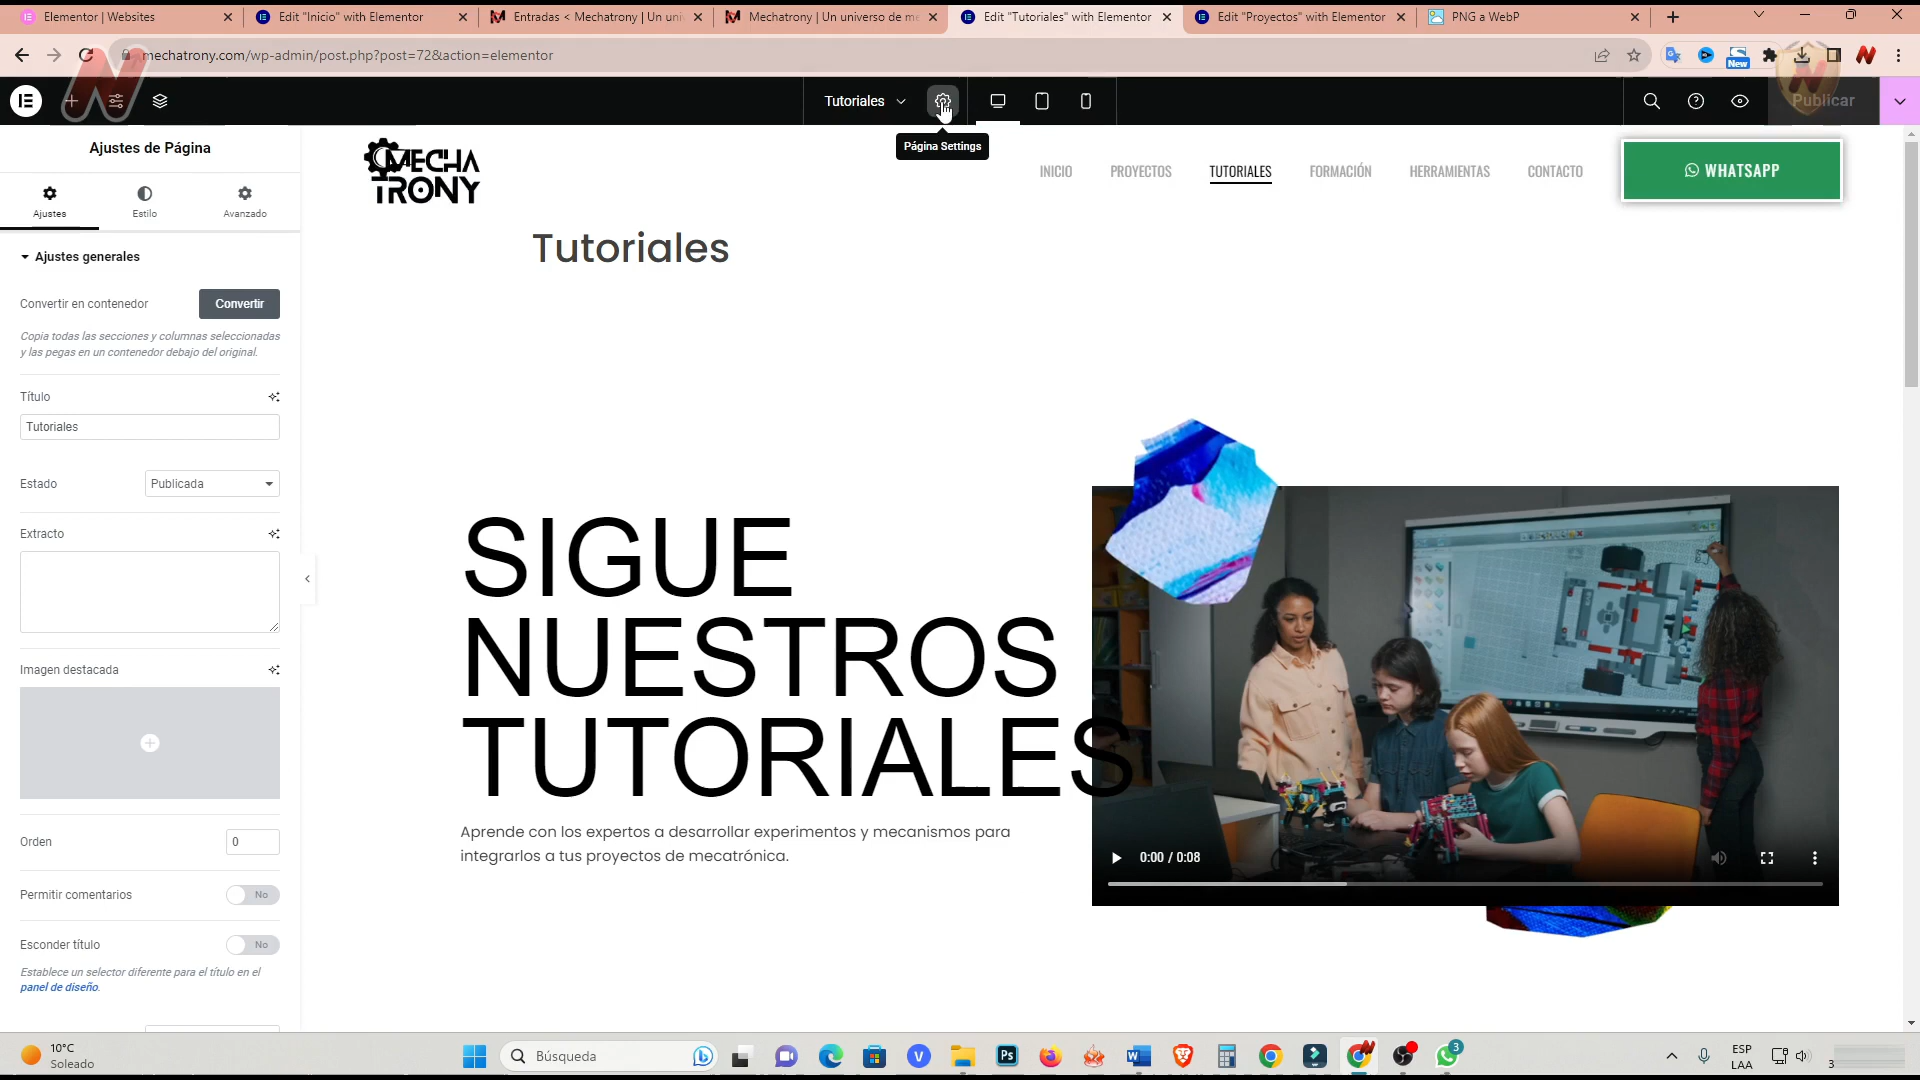 Elementor | Websites
Edit "Inicio" with Elementor
Entradas < Mechatrony | Un uni
Mechatrony | Un universo de me
Edit "Tutoriales" with Elementor
Edit "Proyectos" with Elementor
PNG a WebP
mechatrony.com/wp-admin/post.php?post=72&action=elementor
New
Tutoriales
Publicar
Página Settings
Ajustes de Página
Ajustes
Estilo
Avanzado
Ajustes generales
Convertir en contenedor
Convertir
Copia todas las secciones y columnas seleccionadas
y las pegas en un contenedor debajo del original.
Título
Tutoriales
Estado
Publicada
Extracto
Imagen destacada
Orden
0
Permitir comentarios
No
Esconder título
No
Establece un selector diferente para el título en el
panel de diseño.
MECHA
TRONY
INICIO
PROYECTOS
TUTORIALES
FORMACIÓN
HERRAMIENTAS
CONTACTO
WHATSAPP
Tutoriales
SIGUE
NUESTROS
TUTORIALES
Aprende con los expertos a desarrollar experimentos y mecanismos para
integrarlos a tus proyectos de mecatrónica.
0:00 / 0:08
10°C
Soleado
Búsqueda
Ps
3
ESP
LAA
3